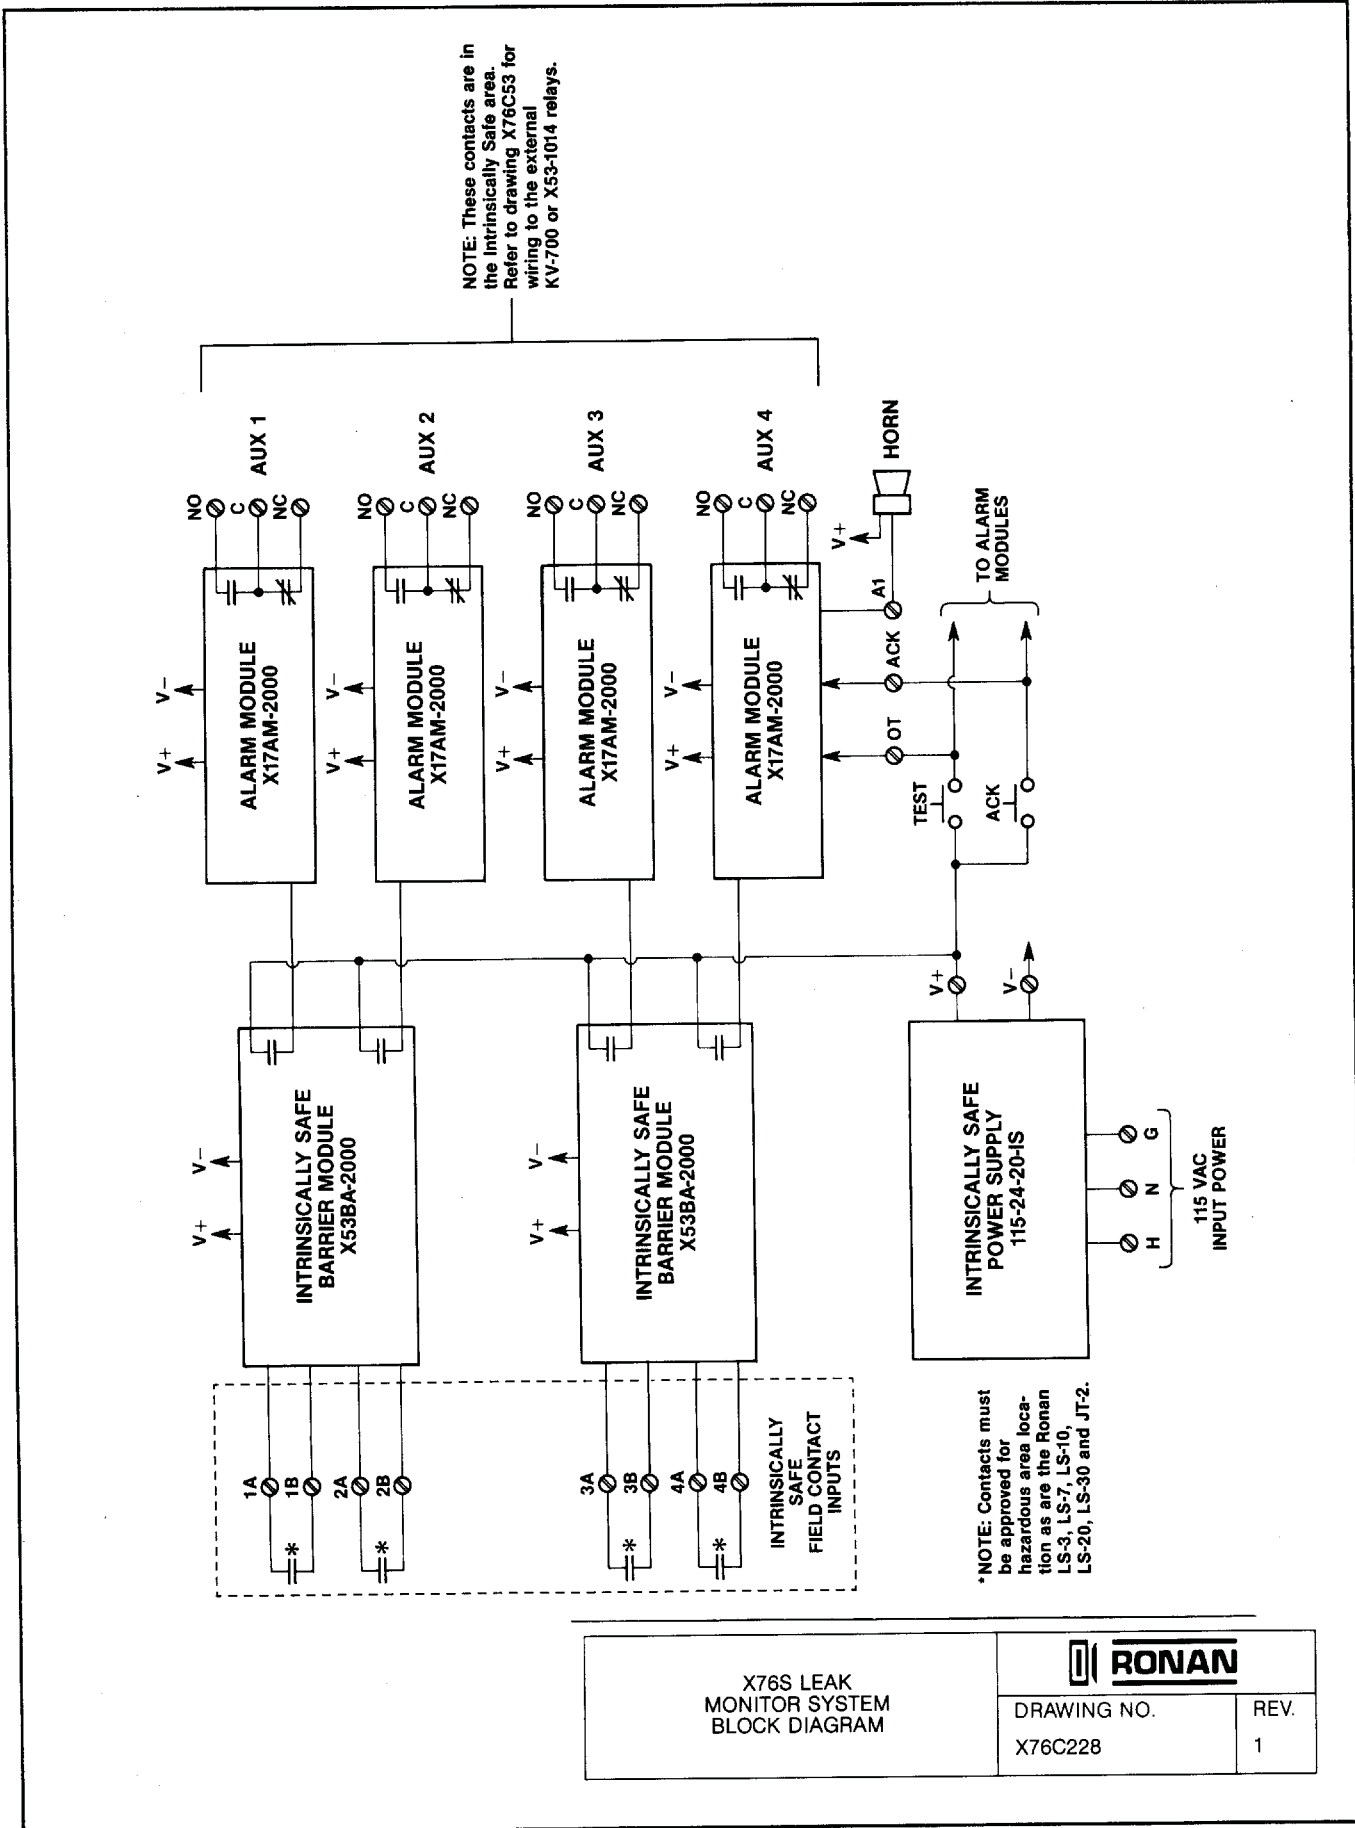 NOTE: These contacts are in
the Intrinsically Safe area.
Refer to drawing X76C53 for
wiring to the external
KV-700 or X53-1014 relays.
AUX 1
AUX 2
AUX 3
AUX 4
NO
C
NC
NO
C
NC
NO
C
NC
NO
C
NC
HORN
V+
A1
ACK
OT
TO ALARM
MODULES
V+
V−
ALARM MODULE
X17AM-2000
V+
V−
ALARM MODULE
X17AM-2000
V+
V−
ALARM MODULE
X17AM-2000
V+
V−
ALARM MODULE
X17AM-2000
TEST
ACK
V+
V−
V+
V−
INTRINSICALLY SAFE
BARRIER MODULE
X53BA-2000
V+
V−
INTRINSICALLY SAFE
BARRIER MODULE
X53BA-2000
INTRINSICALLY SAFE
POWER SUPPLY
115-24-20-IS
H
N
G
115 VAC
INPUT POWER
1A
1B
2A
2B
3A
3B
4A
4B
*
*
*
*
INTRINSICALLY
SAFE
FIELD CONTACT
INPUTS
*NOTE: Contacts must
be approved for
hazardous area loca-
tion as are the Ronan
LS-3, LS-7, LS-10,
LS-20, LS-30 and JT-2.
X76S LEAK
MONITOR SYSTEM
BLOCK DIAGRAM
RONAN
DRAWING NO.
X76C228
REV.
1